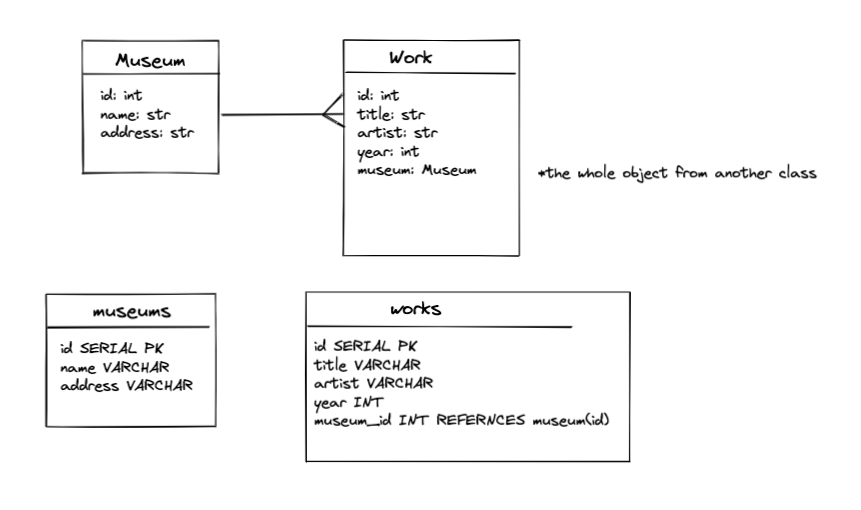 Museum
id: int
name: str
address: str
Work
id: int
title: str
artist: str
year: int
museum: Museum
*the whole object from another class
museums
id SERIAL PK
name VARCHAR
address VARCHAR
works
id SERIAL PK
title VARCHAR
artist VARCHAR
year INT
museum_id INT REFERNCES museum(id)